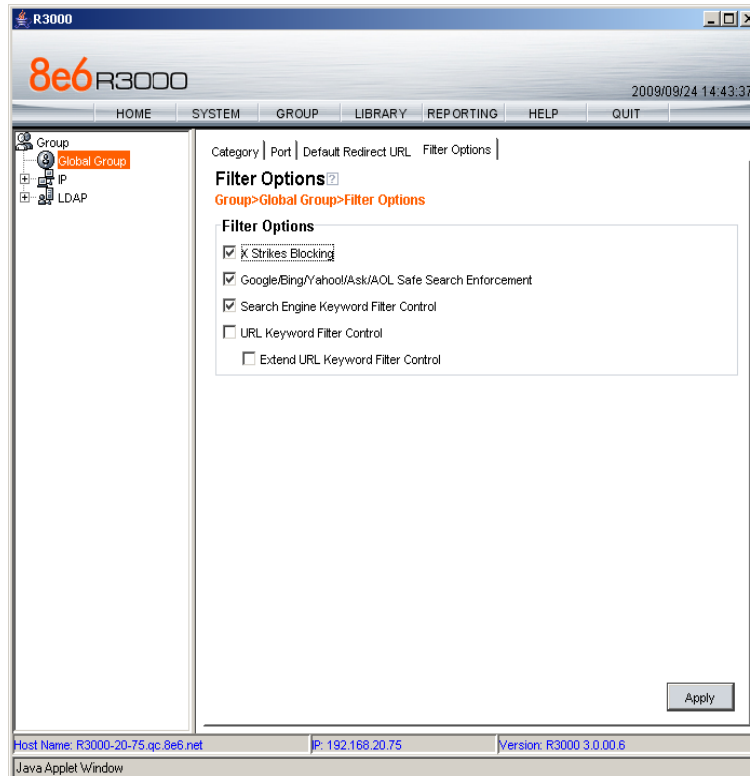 R3000
8e6 R3000
2009/09/24 14:43:37
HOME SYSTEM GROUP LIBRARY REPORTING HELP QUIT
Group
Global Group
IP
LDAP
Category Port Default Redirect URL Filter Options
Filter Options ?
Group>Global Group>Filter Options
Filter Options
X Strikes Blocking
Google/Bing/Yahoo!/Ask/AOL Safe Search Enforcement
Search Engine Keyword Filter Control
URL Keyword Filter Control
Extend URL Keyword Filter Control
Apply
Host Name: R3000-20-75.qc.8e6.net IP: 192.168.20.75 Version: R3000 3.0.00.6
Java Applet Window